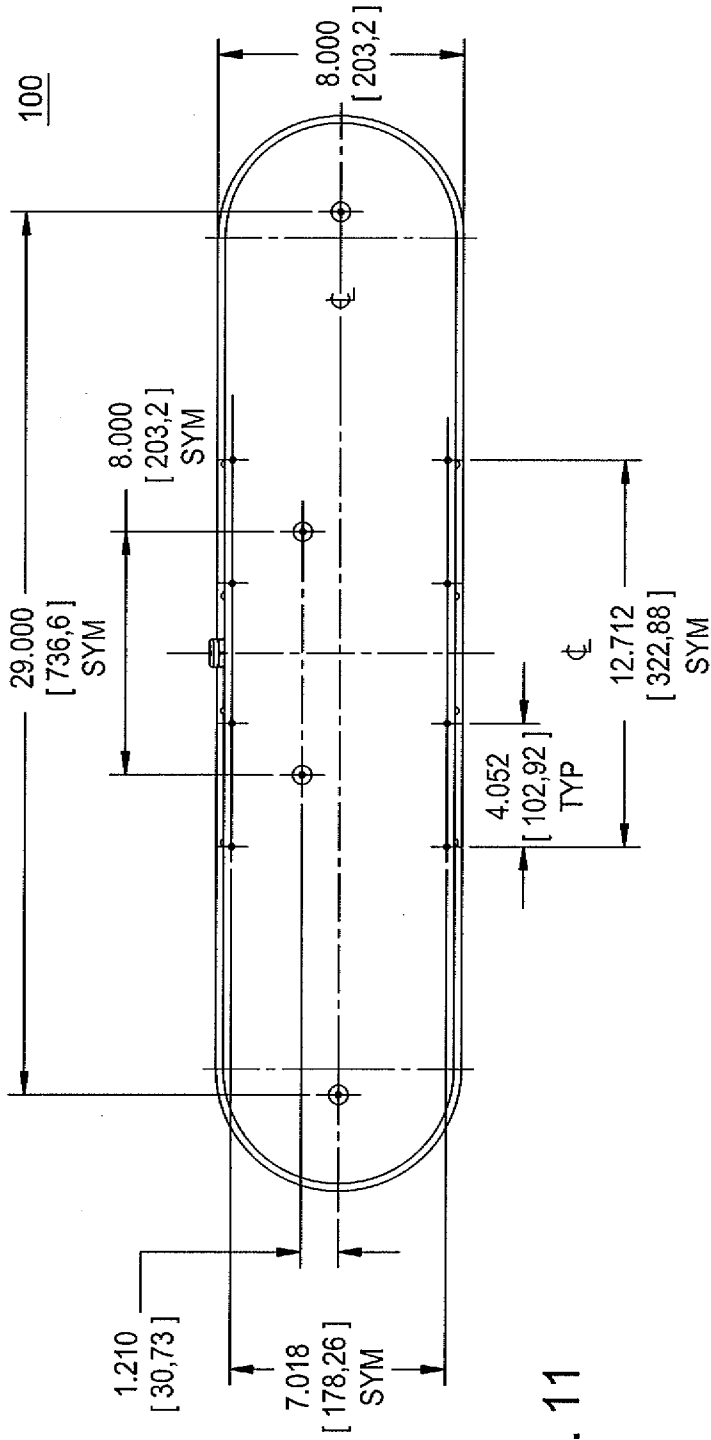 100
29.000
[ 736,6 ]
SYM
8.000
[ 203,2 ]
SYM
8.000
[ 203,2 ]
1.210
[ 30,73 ]
7.018
[ 178,26 ]
SYM
4.052
[ 102,92 ]
TYP
12.712
[ 322,88 ]
SYM
. 11